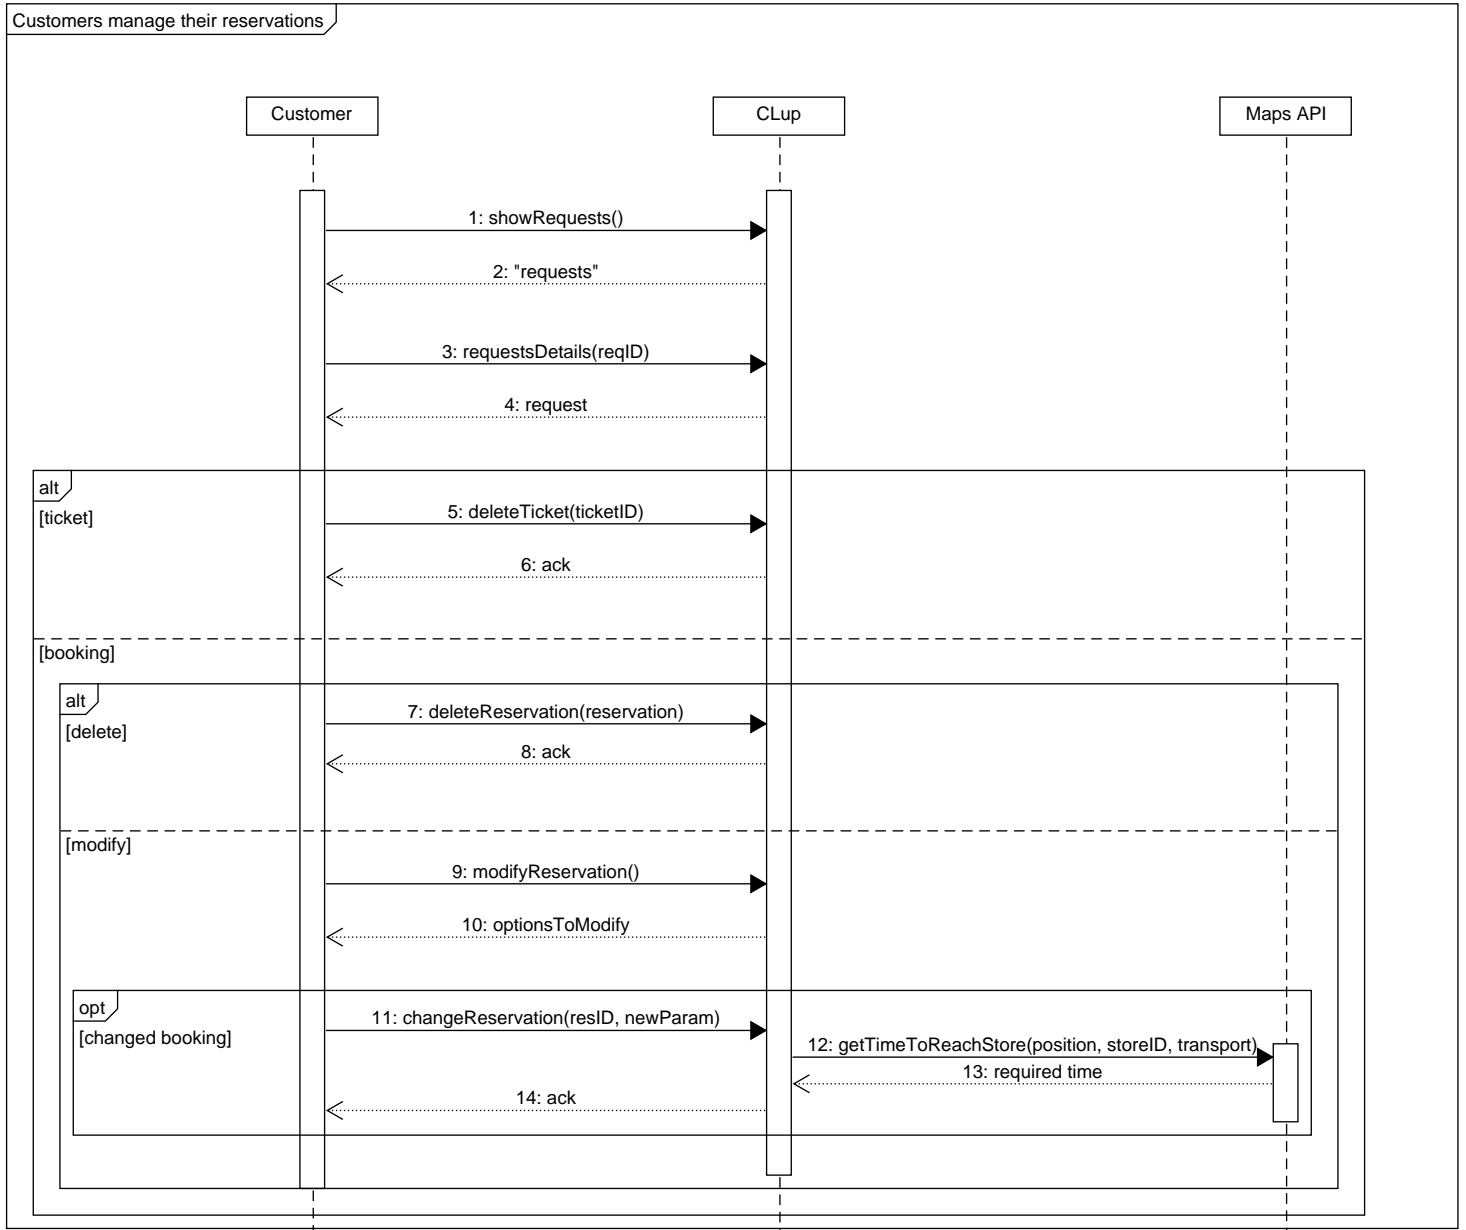 Customers manage their reservations
Customer
CLup
Maps API
1: showRequests()
2: "requests"
3: requestsDetails(reqID)
4: request
alt
[ticket]
5: deleteTicket(ticketID)
6: ack
[booking]
alt
[delete]
7: deleteReservation(reservation)
8: ack
[modify]
9: modifyReservation()
10: optionsToModify
opt
[changed booking]
11: changeReservation(resID, newParam)
12: getTimeToReachStore(position, storeID, transport)
13: required time
14: ack